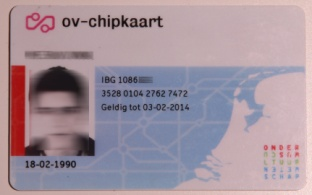 ov-chipkaart
IBG 1086
3528 0104 2762 7472
Geldig tot 03-02-2014
18-02-1990